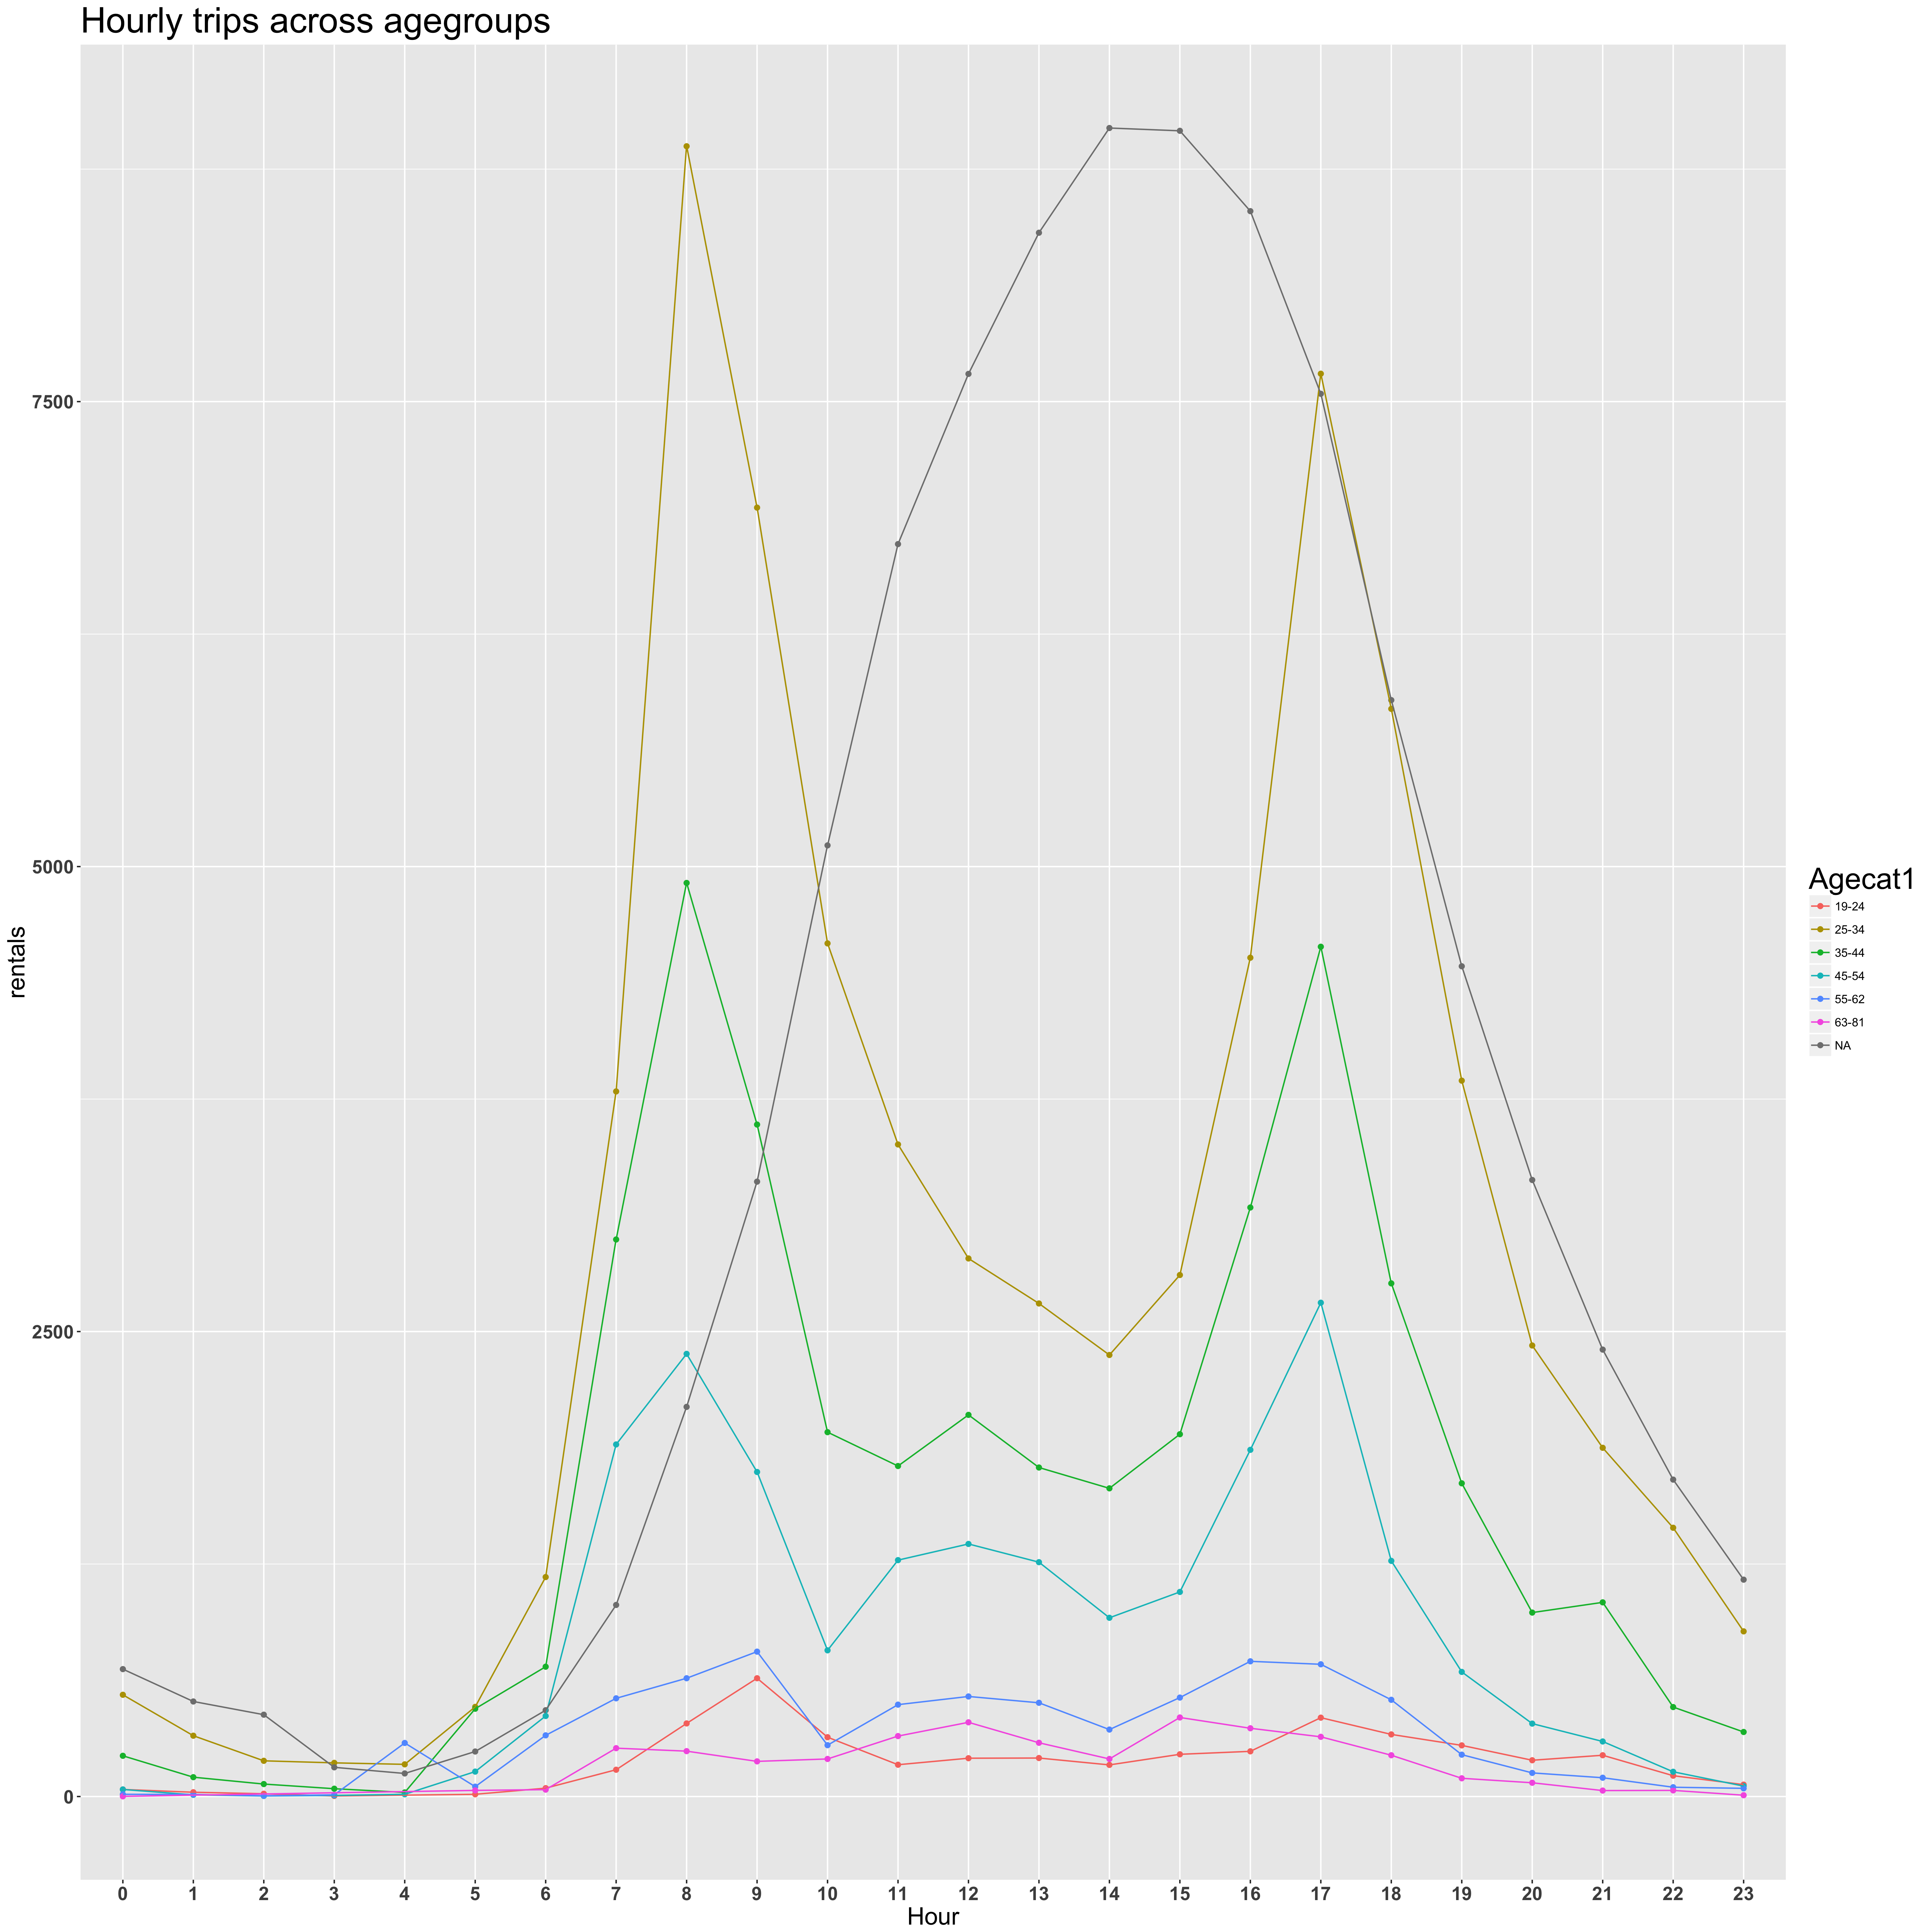 Hourly trips across agegroups
7500
5000
2500
0
rentals
0 1 2 3 4 5 6 7 8 9 10 11 12 13 14 15 16 17 18 19 20 21 22 23
Hour
Agecat1
19-24
25-34
35-44
45-54
55-62
63-81
NA